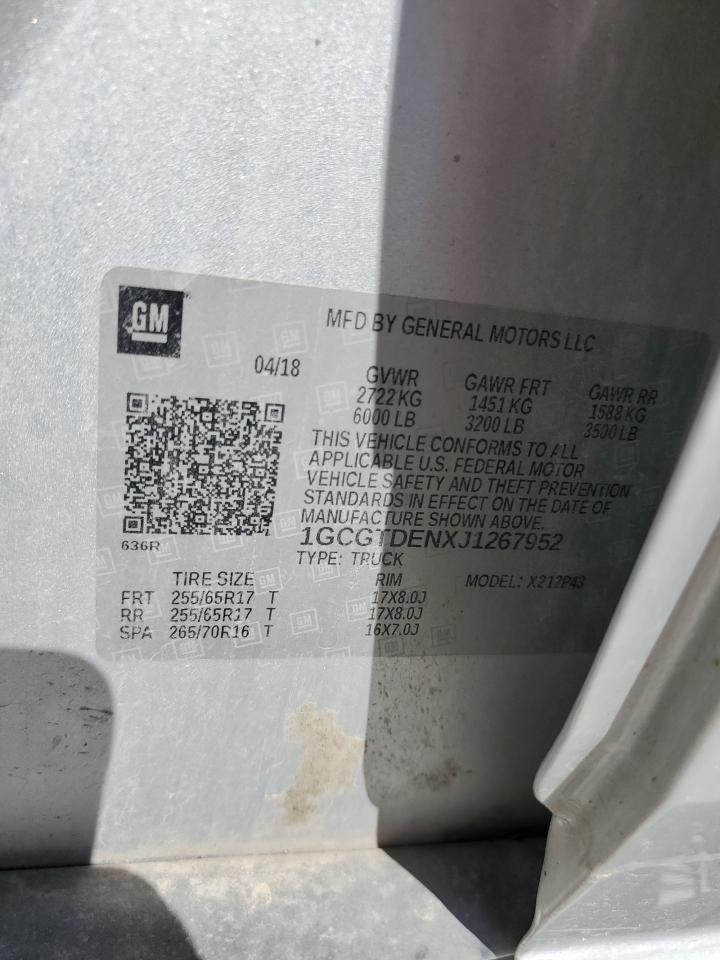 GM
MFD BY GENERAL MOTORS LLC
04/18
GVWR GAWR FRT GAWR RR
2722 KG 1451 KG 1588 KG
6000 LB 3200 LB 3500 LB
THIS VEHICLE CONFORMS TO ALL
APPLICABLE U.S. FEDERAL MOTOR
VEHICLE SAFETY AND THEFT PREVENTION
STANDARDS IN EFFECT ON THE DATE OF
MANUFACTURE SHOWN ABOVE.
636R
1GCGTDENXJ1267952
TYPE: TRUCK
TIRE SIZE RIM MODEL: X212P43
FRT 255/65R17 T 17X8.0J
RR 255/65R17 T 17X8.0J
SPA 265/70R16 T 16X7.0J